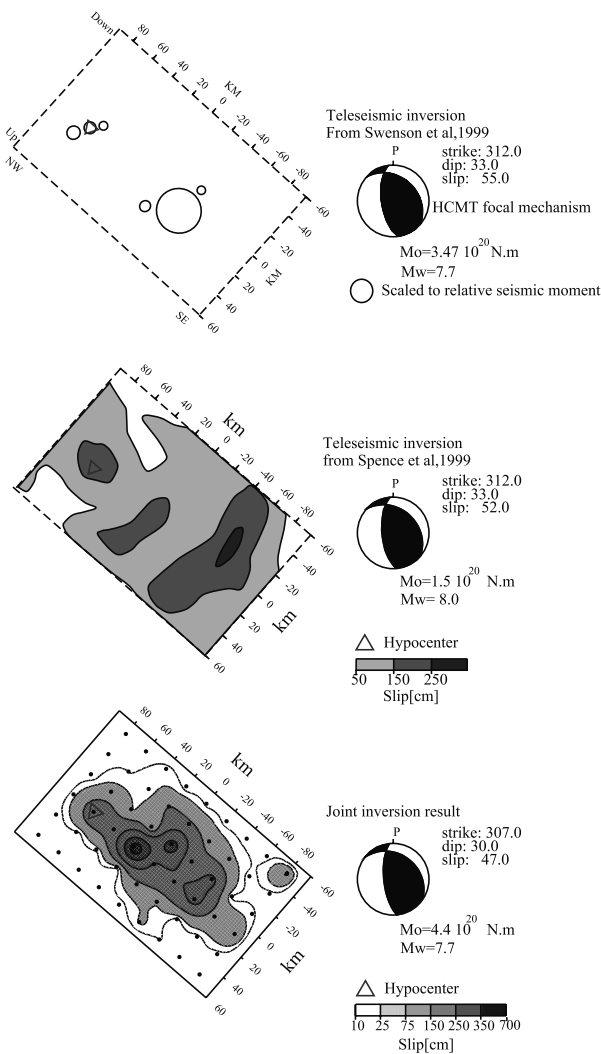 Down
80
60
40
20
0
-20
-40
-60
-80
KM
Up
NW
-60
-40
-20
0
20
40
60
KM
SE
Teleseismic inversion
From Swenson et al,1999
P
strike: 312.0
dip: 33.0
slip: 55.0
HCMT focal mechanism
Mo=3.47 10^20 N.m
Mw=7.7
Scaled to relative seismic moment
80
60
40
20
0
-20
-40
-60
-80
km
-60
-40
-20
0
20
40
60
km
Teleseismic inversion
from Spence et al,1999
P
strike: 312.0
dip: 33.0
slip: 52.0
Mo=1.5 10^20 N.m
Mw= 8.0
Hypocenter
50 150 250
Slip[cm]
80
60
40
20
0
-20
-40
-60
-80
km
-60
-40
-20
0
20
40
60
km
Joint inversion result
P
strike: 307.0
dip: 30.0
slip: 47.0
Mo=4.4 10^20 N.m
Mw=7.7
Hypocenter
10 25 75 150 250 350 700
Slip[cm]